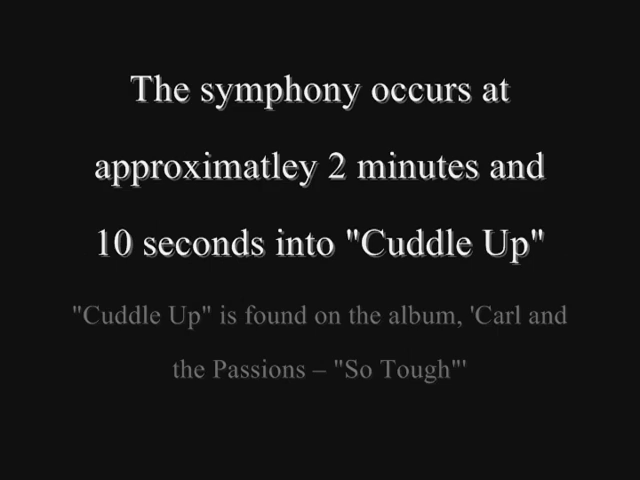 The symphony occurs at
approximatley 2 minutes and
10 seconds into "Cuddle Up"
"Cuddle Up" is found on the album, 'Carl and
the Passions – "So Tough"'